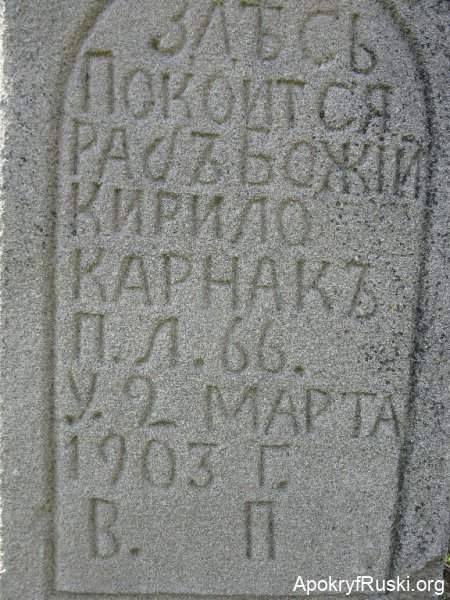 ЗДѢСЬ
ПОКОИТСЯ
РАБЪ БОЖІЙ
КИРИЛО
КАРНАКЪ
П. Л. 66.
У. 2 МАРТА
1903 Г.
В. П
ApokryfRuski.org